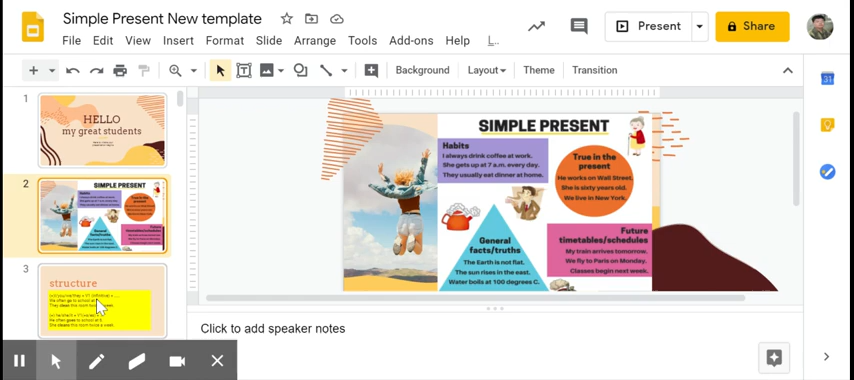 Simple Present New template
File Edit View Insert Format Slide Arrange Tools Add-ons Help L..
Present
Share
Background Layout Theme Transition
31
1
HELLO
my great students
2
SIMPLE PRESENT
3
structure
SIMPLE PRESENT
Habits
I always drink coffee at work.
She gets up at 7 a.m. every day.
They usually eat dinner at home.
True in the
present
He works on Wall Street.
She is sixty years old.
We live in New York.
General
facts/truths
The Earth is not flat.
The sun rises in the east.
Water boils at 100 degrees C.
Future
timetables/schedules
My train arrives tomorrow.
We fly to Paris on Monday.
Classes begin next week.
Click to add speaker notes